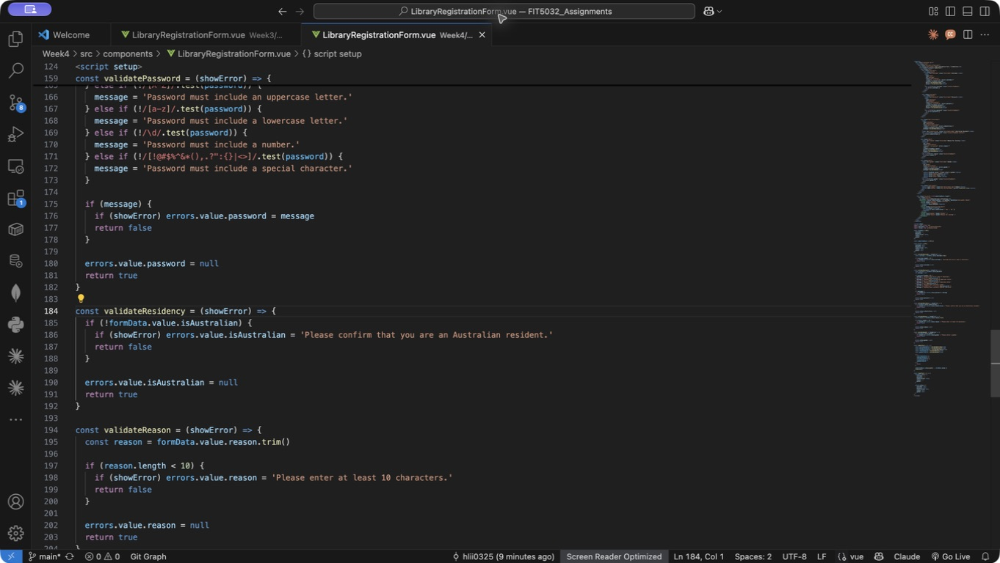 LibraryRegistrationForm.vue — FIT5032_Assignments
Welcome
LibraryRegistrationForm.vue Week3/...
LibraryRegistrationForm.vue Week4/...
Week4 > src > components > LibraryRegistrationForm.vue > {} script setup
124 <script setup>
159 const validatePassword = (showError) => {
} else if (!/[A-Z]/.test(password)) {
166 message = 'Password must include an uppercase letter.'
167 } else if (!/[a-z]/.test(password)) {
168 message = 'Password must include a lowercase letter.'
169 } else if (!/\d/.test(password)) {
170 message = 'Password must include a number.'
171 } else if (!/[!@#$%^&*(),.?":{}|<>]/.test(password)) {
172 message = 'Password must include a special character.'
173 }
174
175 if (message) {
176 if (showError) errors.value.password = message
177 return false
178 }
179
180 errors.value.password = null
181 return true
182 }
183
184 const validateResidency = (showError) => {
185 if (!formData.value.isAustralian) {
186 if (showError) errors.value.isAustralian = 'Please confirm that you are an Australian resident.'
187 return false
188 }
189
190 errors.value.isAustralian = null
191 return true
192 }
193
194 const validateReason = (showError) => {
195 const reason = formData.value.reason.trim()
196
197 if (reason.length < 10) {
198 if (showError) errors.value.reason = 'Please enter at least 10 characters.'
199 return false
200 }
201
202 errors.value.reason = null
203 return true
204 }
8
1
main* 0 0 Git Graph hlii0325 (9 minutes ago) Screen Reader Optimized Ln 184, Col 1 Spaces: 2 UTF-8 LF {} vue Claude Go Live